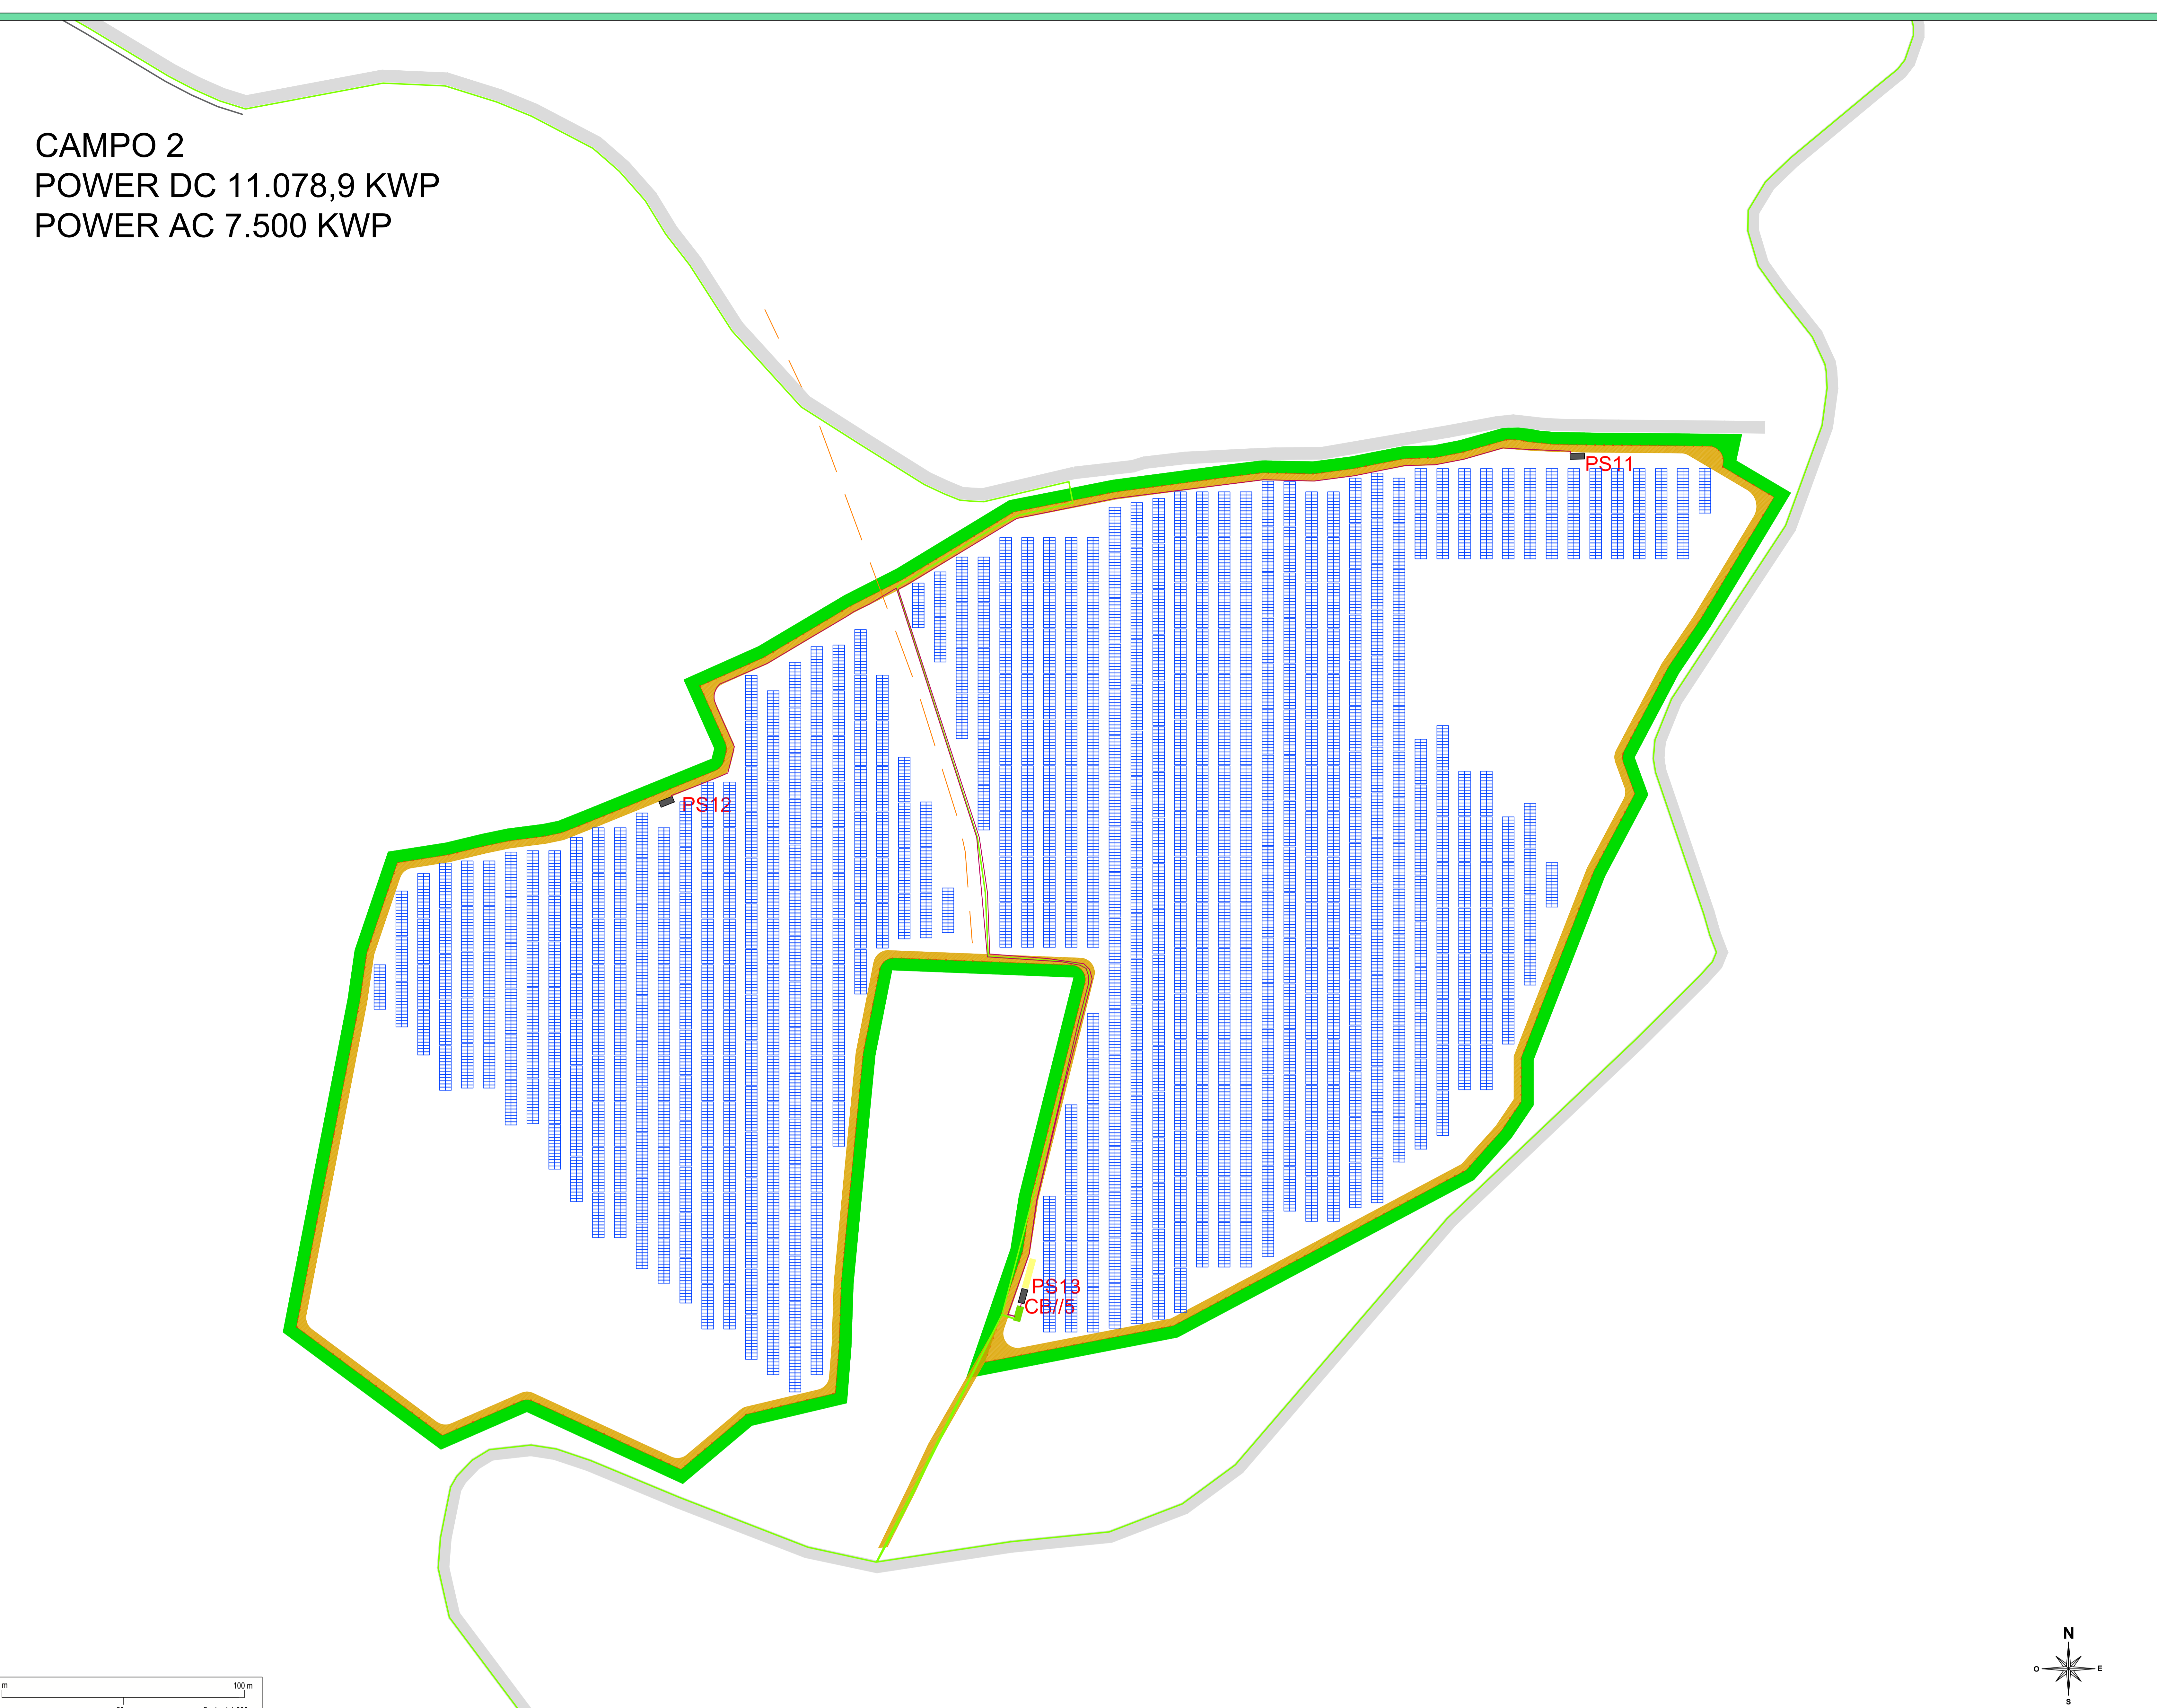 CAMPO 2
POWER DC 11.078,9 KWP
POWER AC 7.500 KWP
PS11
PS12
PS13
CB//5
N
O E
S
m 100 m